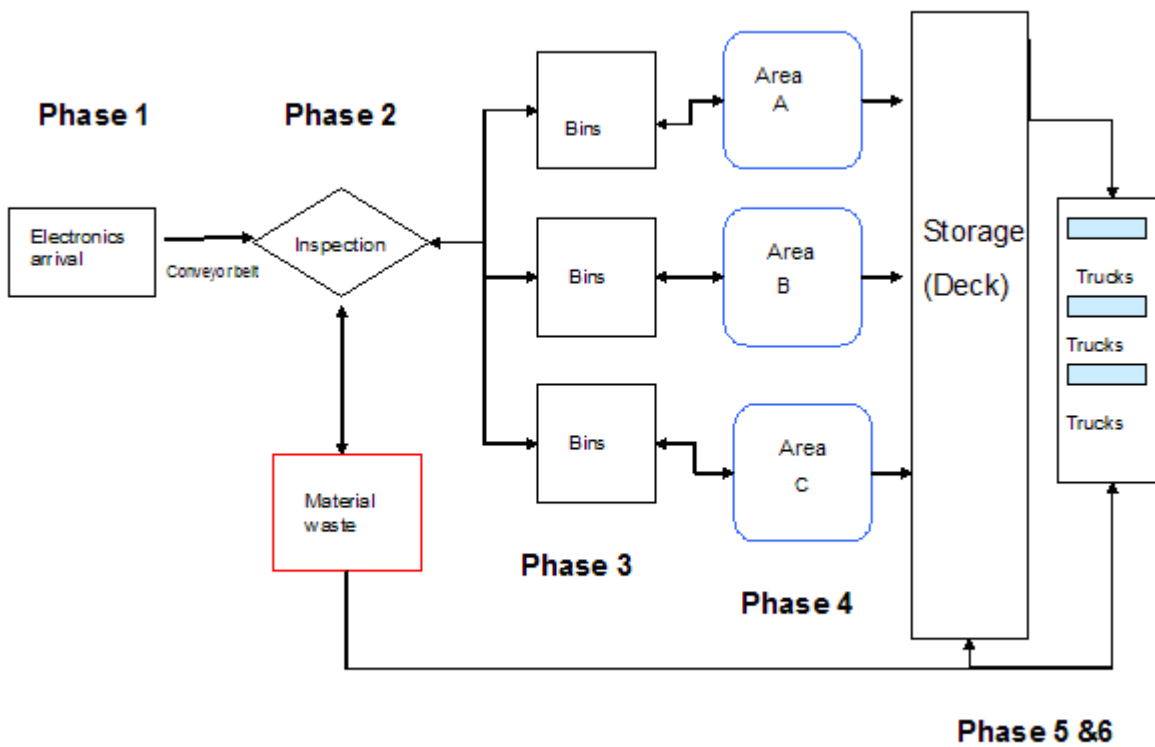 Phase 1
Phase 2
Electronics
arrival
Conveyor belt
Inspection
Material
waste
Bins
Bins
Bins
Phase 3
Area
A
Area
B
Area
C
Phase 4
Storage
(Deck)
Trucks
Trucks
Trucks
Phase 5 &6